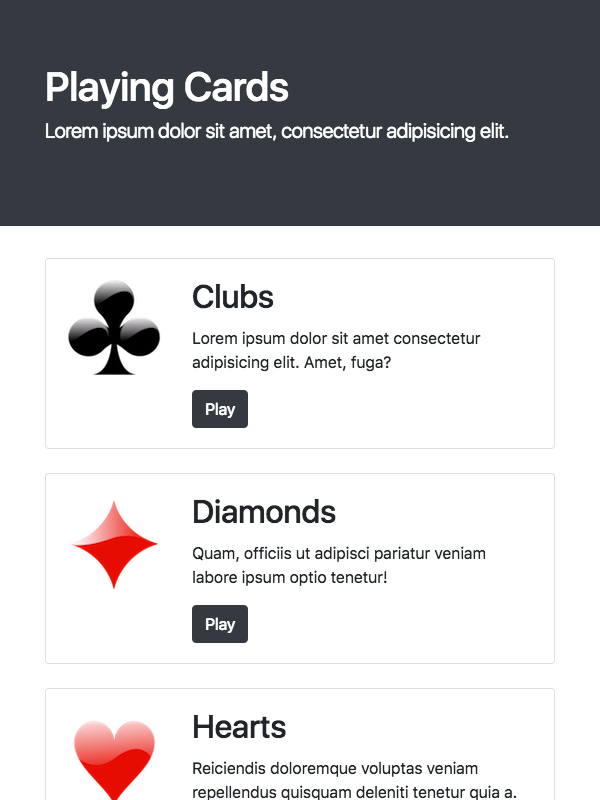 Playing Cards
Lorem ipsum dolor sit amet, consectetur adipisicing elit.
Clubs
Lorem ipsum dolor sit amet consectetur
adipisicing elit. Amet, fuga?
Play
Diamonds
Quam, officiis ut adipisci pariatur veniam
labore ipsum optio tenetur!
Play
Hearts
Reiciendis doloremque voluptas veniam
repellendus quisquam deleniti tenetur quia a.